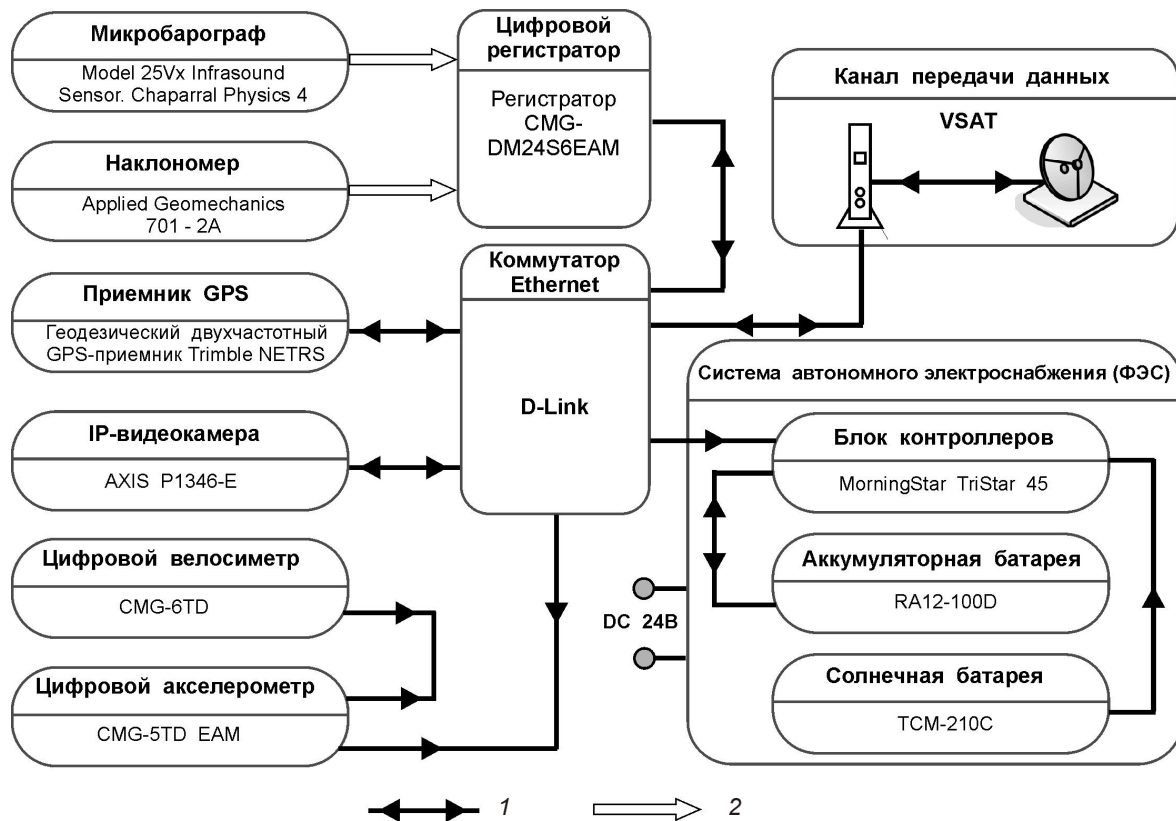 Микробарограф
Model 25Vx Infrasound
Sensor. Chaparral Physics 4
Наклономер
Applied Geomechanics
701 - 2A
Приемник GPS
Геодезический двухчастотный
GPS-приемник Trimble NETRS
IP-видеокамера
AXIS P1346-E
Цифровой велосиметр
CMG-6TD
Цифровой акселерометр
CMG-5TD EAM
Цифровой
регистратор
Регистратор
CMG-
DM24S6EAM
Коммутатор
Ethernet
D-Link
Канал передачи данных
VSAT
Система автономного электроснабжения (ФЭС)
Блок контроллеров
MorningStar TriStar 45
Аккумуляторная батарея
RA12-100D
DC 24В
Солнечная батарея
TCM-210C
1
2